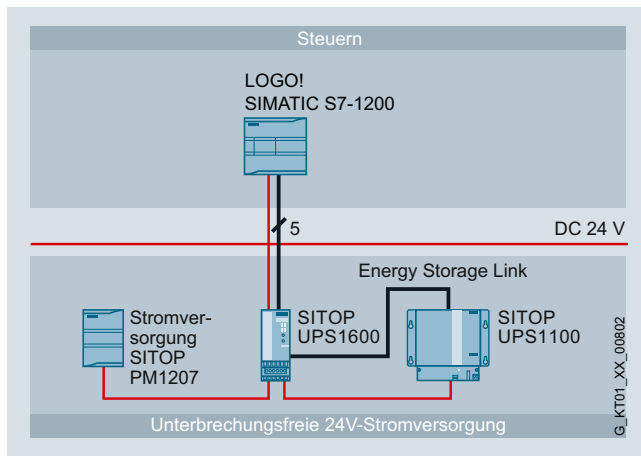 Steuern
LOGO!
SIMATIC S7-1200
5
DC 24 V
Energy Storage Link
Stromver-
sorgung
SITOP
PM1207
SITOP
UPS1600
SITOP
UPS1100
Unterbrechungsfreie 24V-Stromversorgung
G_KT01_XX_00802